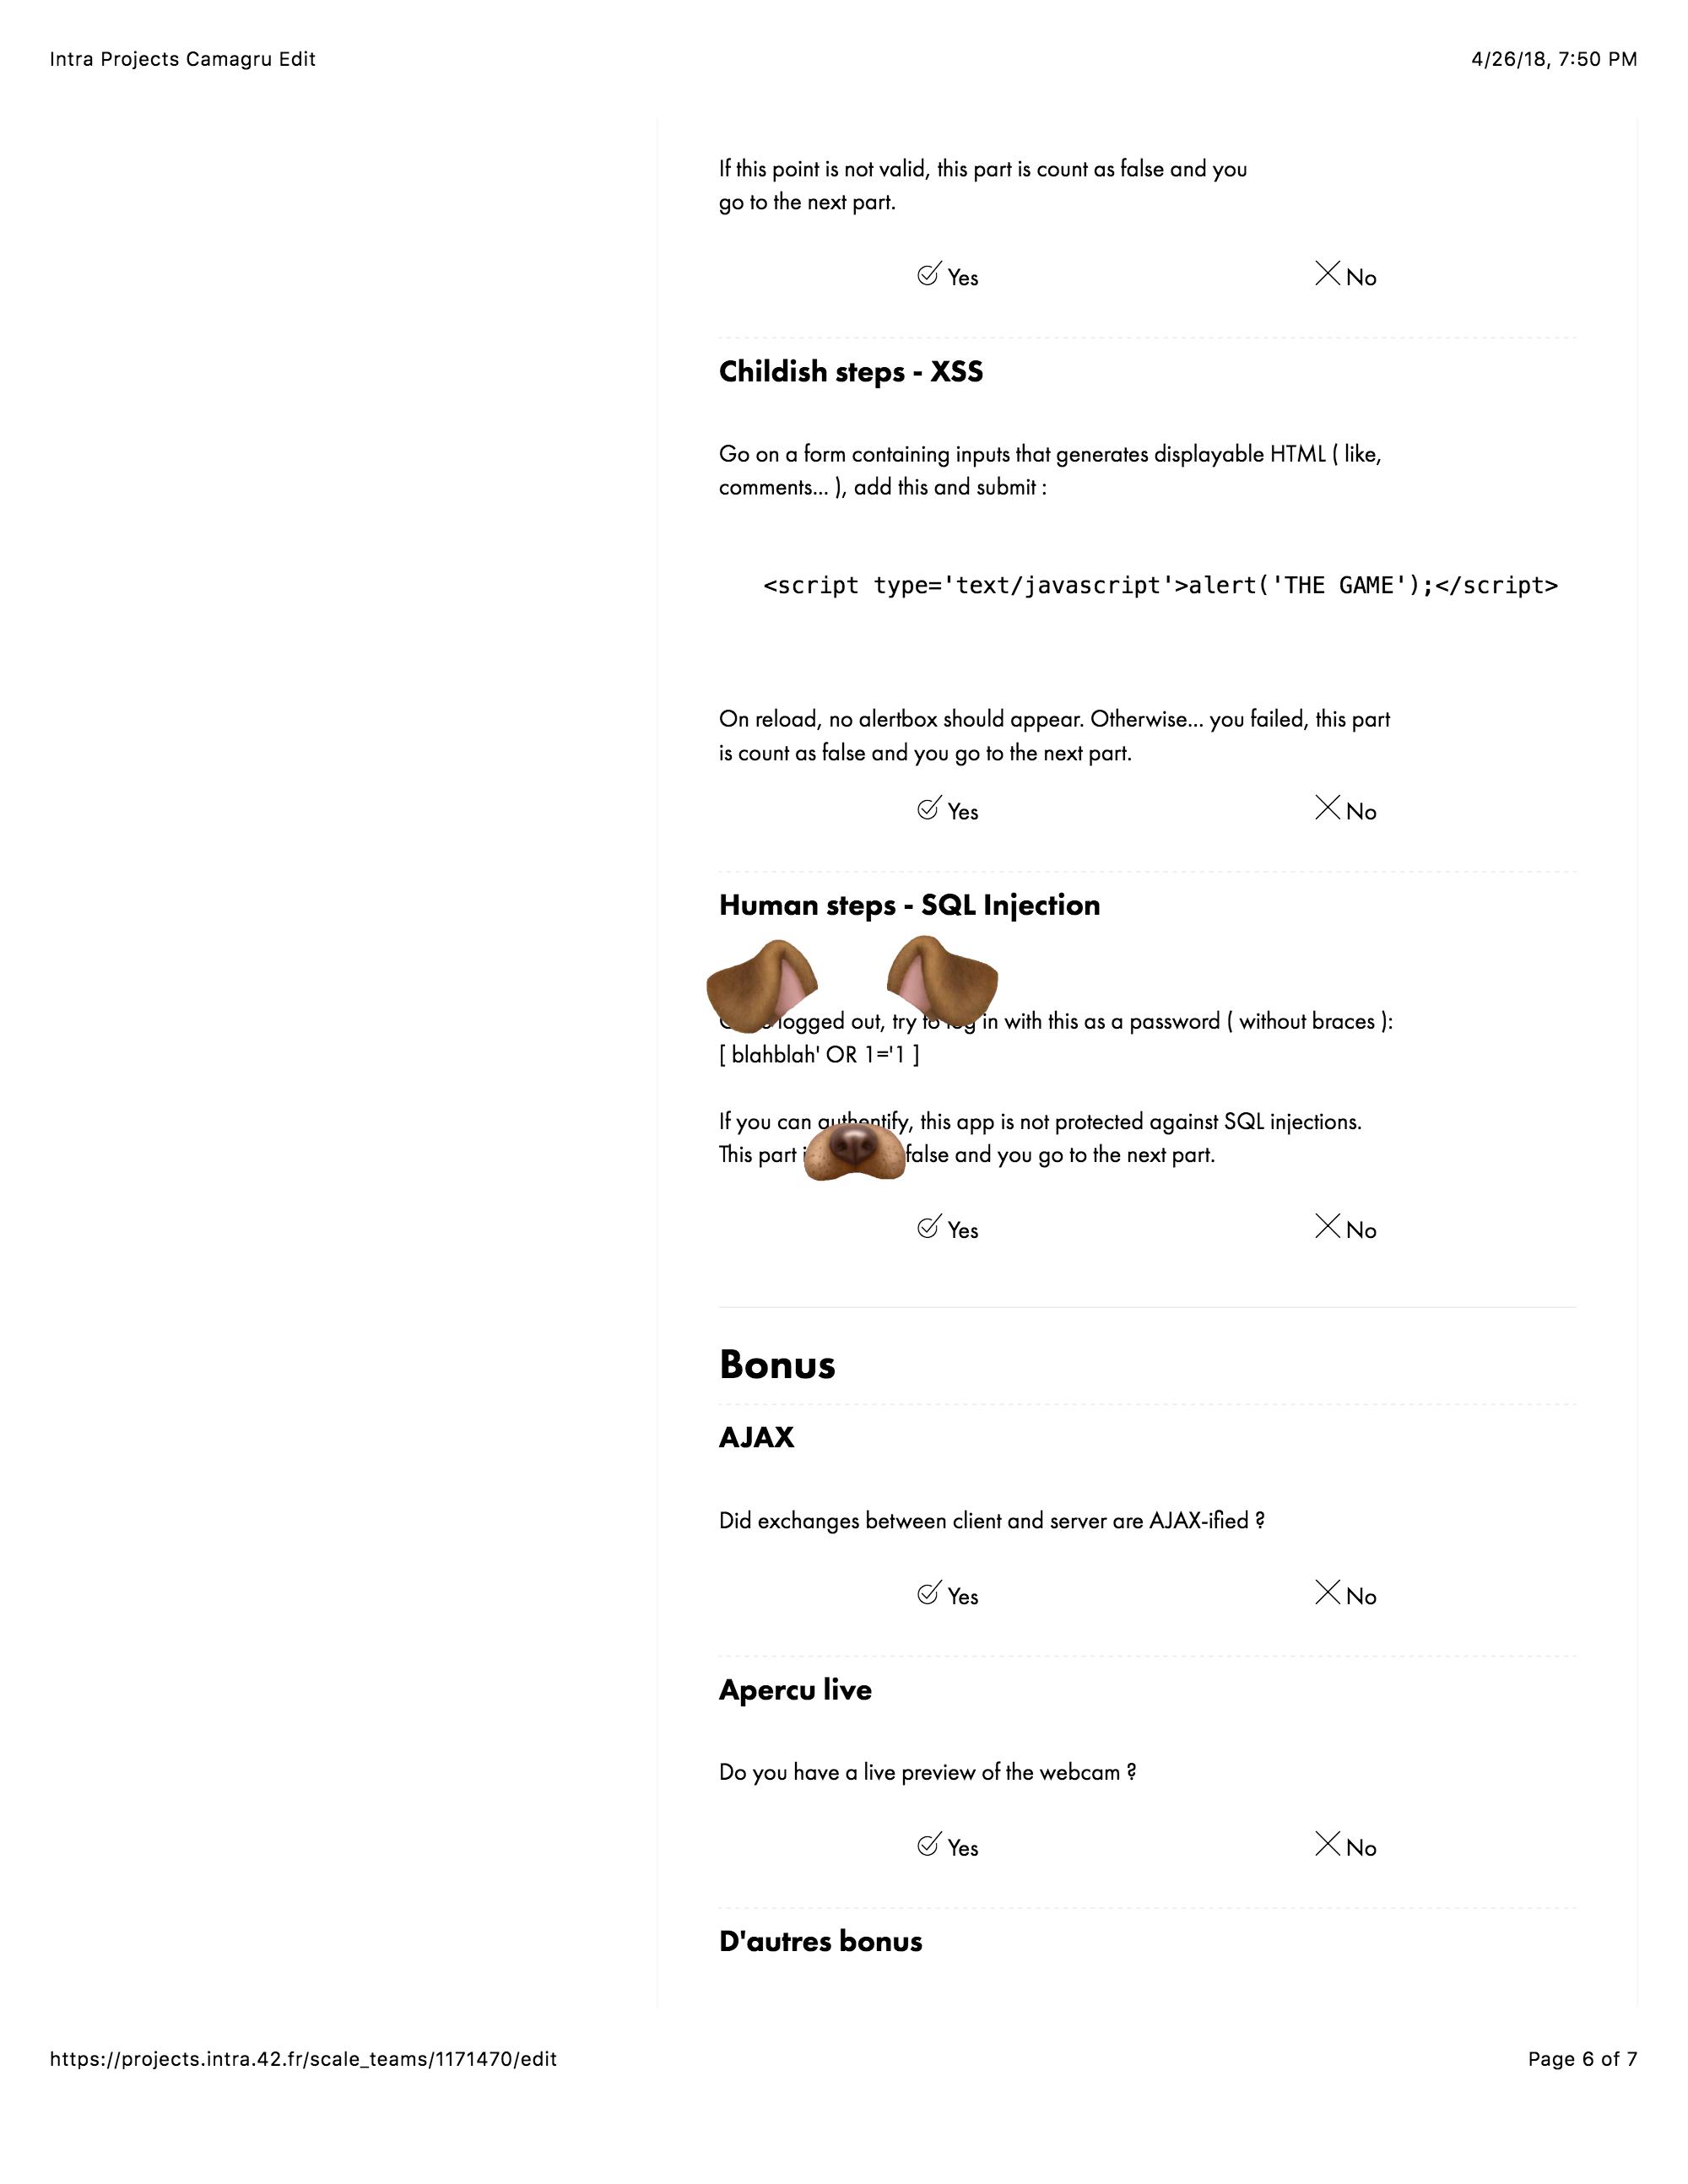 Intra Projects Camagru Edit 4/26/18, 7:50 PM
If this point is not valid, this part is count as false and you
go to the next part.
Yes No
Childish steps - XSS
Go on a form containing inputs that generates displayable HTML ( like,
comments... ), add this and submit :
<script type='text/javascript'>alert('THE GAME');</script>
On reload, no alertbox should appear. Otherwise... you failed, this part
is count as false and you go to the next part.
Yes No
Human steps - SQL Injection
logged out, try to in with this as a password ( without braces ):
[ blahblah' OR 1='1 ]
If you can authentify, this app is not protected against SQL injections.
This part false and you go to the next part.
Yes No
Bonus
AJAX
Did exchanges between client and server are AJAX-ified ?
Yes No
Apercu live
Do you have a live preview of the webcam ?
Yes No
D'autres bonus
https://projects.intra.42.fr/scale_teams/1171470/edit Page 6 of 7